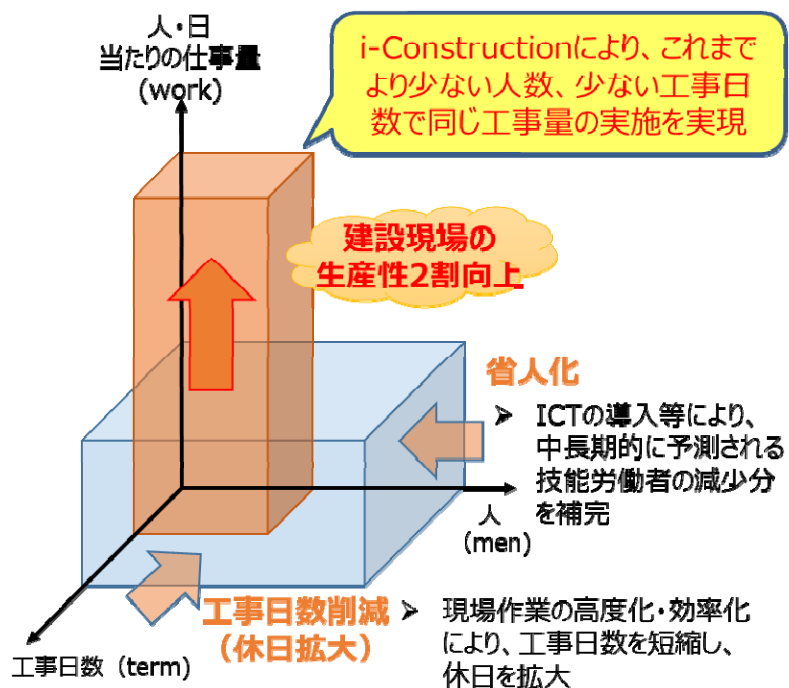 人・日
当たりの仕事量
(work)
i-Constructionにより、これまで
より少ない人数、少ない工事日
数で同じ工事量の実施を実現
建設現場の
生産性2割向上
省人化
➢ ICTの導入等により、
中長期的に予測される
技能労働者の減少分
を補完
人
(men)
工事日数削減
(休日拡大)
➢ 現場作業の高度化・効率化
により、工事日数を短縮し、
休日を拡大
工事日数 (term)